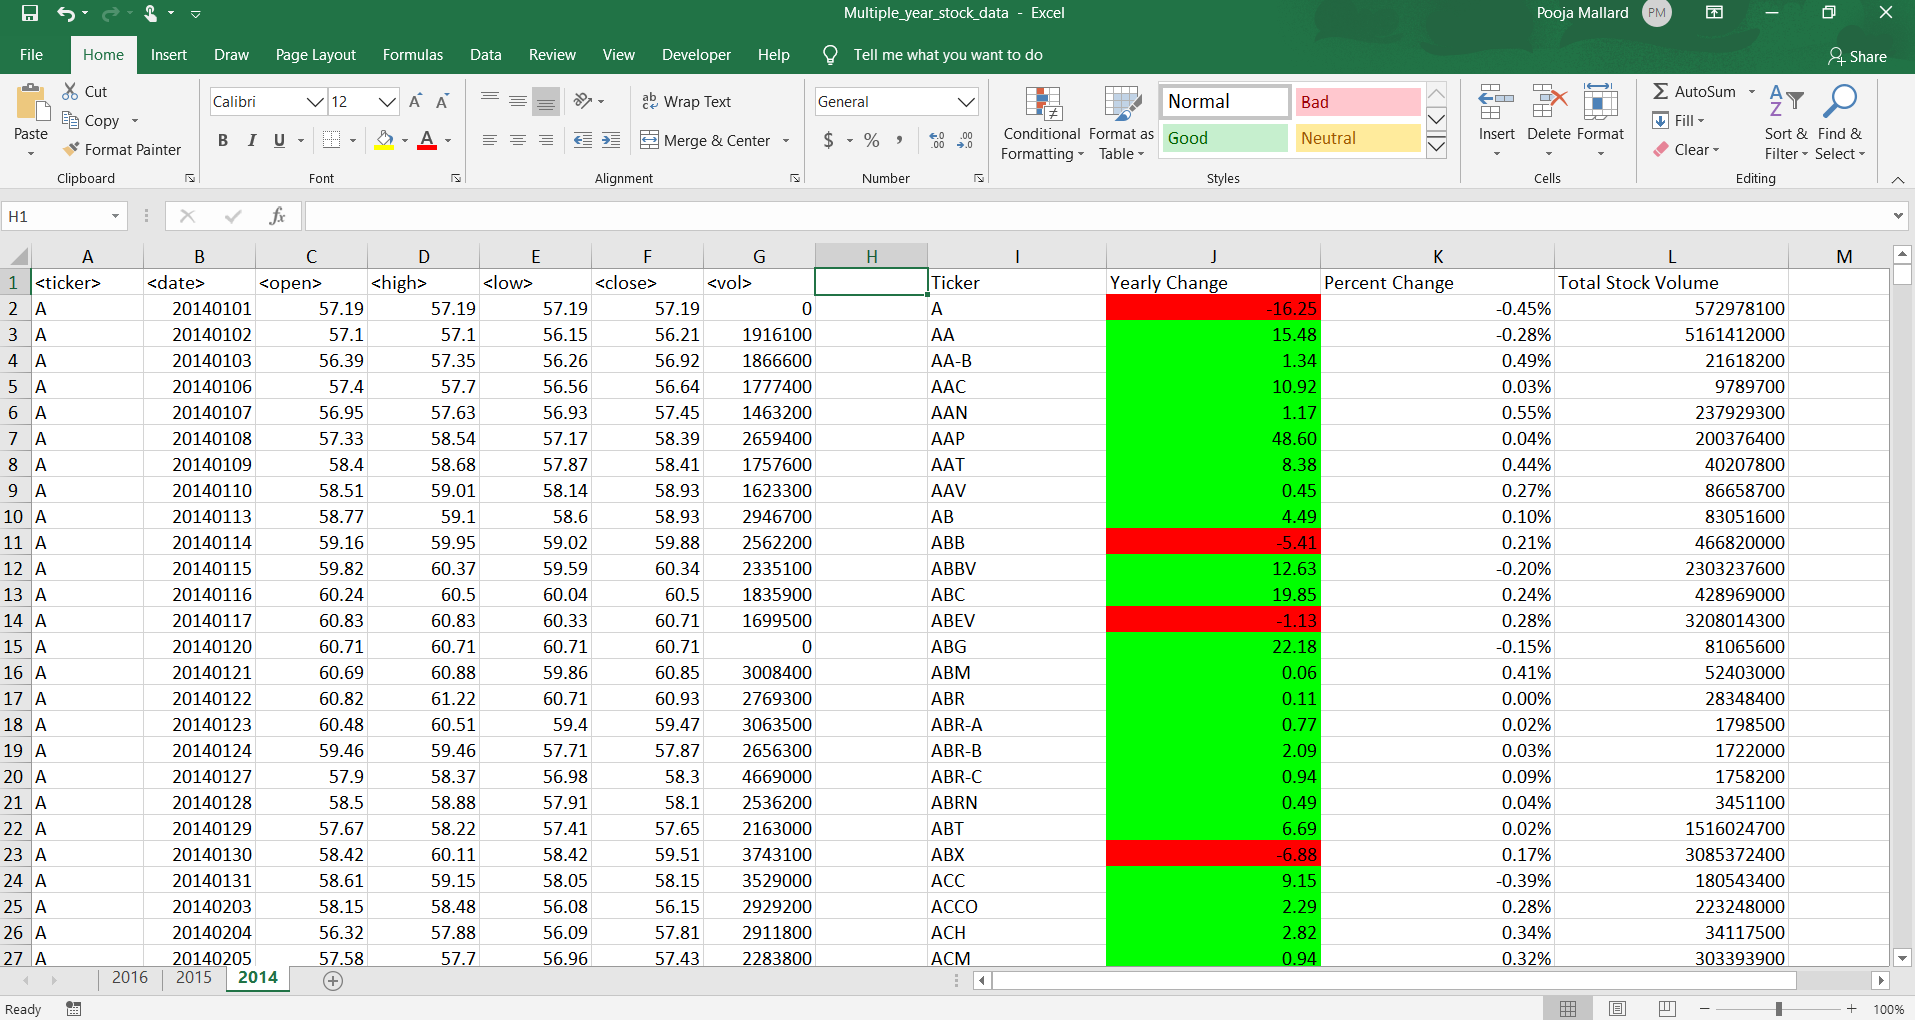 Multiple_year_stock_data - Excel Pooja Mallard PM
File Home Insert Draw Page Layout Formulas Data Review View Developer Help Tell me what you want to do Share
Paste Cut Copy Format Painter
Clipboard
Calibri 12 B I U A A A
Font
ab Wrap Text
Merge & Center
Alignment
General
$ % ,
Number
Conditional Formatting Format as Table
Normal Bad
Good Neutral
Styles
Insert Delete Format
Cells
AutoSum
Fill
Clear
Sort & Filter Find & Select
Editing
H1 fx
A B C D E F G H I J K L M
1 <ticker> <date> <open> <high> <low> <close> <vol> Ticker Yearly Change Percent Change Total Stock Volume
2 A 20140101 57.19 57.19 57.19 57.19 0 A -16.25 -0.45% 572978100
3 A 20140102 57.1 57.1 56.15 56.21 1916100 AA 15.48 -0.28% 5161412000
4 A 20140103 56.39 57.35 56.26 56.92 1866600 AA-B 1.34 0.49% 21618200
5 A 20140106 57.4 57.7 56.56 56.64 1777400 AAC 10.92 0.03% 9789700
6 A 20140107 56.95 57.63 56.93 57.45 1463200 AAN 1.17 0.55% 237929300
7 A 20140108 57.33 58.54 57.17 58.39 2659400 AAP 48.60 0.04% 200376400
8 A 20140109 58.4 58.68 57.87 58.41 1757600 AAT 8.38 0.44% 40207800
9 A 20140110 58.51 59.01 58.14 58.93 1623300 AAV 0.45 0.27% 86658700
10 A 20140113 58.77 59.1 58.6 58.93 2946700 AB 4.49 0.10% 83051600
11 A 20140114 59.16 59.95 59.02 59.88 2562200 ABB -5.41 0.21% 466820000
12 A 20140115 59.82 60.37 59.59 60.34 2335100 ABBV 12.63 -0.20% 2303237600
13 A 20140116 60.24 60.5 60.04 60.5 1835900 ABC 19.85 0.24% 428969000
14 A 20140117 60.83 60.83 60.33 60.71 1699500 ABEV -1.13 0.28% 3208014300
15 A 20140120 60.71 60.71 60.71 60.71 0 ABG 22.18 -0.15% 81065600
16 A 20140121 60.69 60.88 59.86 60.85 3008400 ABM 0.06 0.41% 52403000
17 A 20140122 60.82 61.22 60.71 60.93 2769300 ABR 0.11 0.00% 28348400
18 A 20140123 60.48 60.51 59.4 59.47 3063500 ABR-A 0.77 0.02% 1798500
19 A 20140124 59.46 59.46 57.71 57.87 2656300 ABR-B 2.09 0.03% 1722000
20 A 20140127 57.9 58.37 56.98 58.3 4669000 ABR-C 0.94 0.09% 1758200
21 A 20140128 58.5 58.88 57.91 58.1 2536200 ABRN 0.49 0.04% 3451100
22 A 20140129 57.67 58.22 57.41 57.65 2163000 ABT 6.69 0.02% 1516024700
23 A 20140130 58.42 60.11 58.42 59.51 3743100 ABX -6.88 0.17% 3085372400
24 A 20140131 58.61 59.15 58.05 58.15 3529000 ACC 9.15 -0.39% 180543400
25 A 20140203 58.15 58.48 56.08 56.15 2929200 ACCO 2.29 0.28% 223248000
26 A 20140204 56.32 57.88 56.09 57.81 2911800 ACH 2.82 0.34% 34117500
27 A 20140205 57.58 57.7 56.96 57.43 2283800 ACM 0.94 0.32% 303393900
2016 2015 2014
Ready 100%